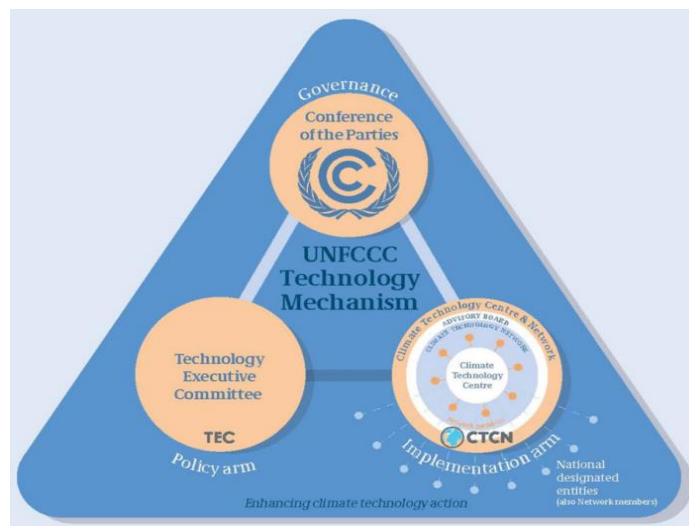 Governance
Conference
of the Parties
UNFCCC
Technology
Mechanism
Technology
Executive
Committee
TEC
Policy arm
Climate Technology Centre & Network
ADVISORY BOARD
CLIMATE TECHNOLOGY NETWORK
Climate
Technology
Centre
CTCN
Implementation arm
National
designated
entities
(also Network members)
Enhancing climate technology action